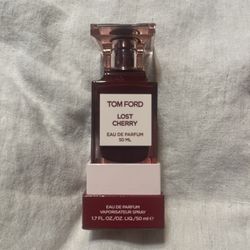 TOM FORD
LOST
CHERRY
EAU DE PARFUM
50 ML
EAU DE PARFUM
VAPORISATEUR SPRAY
1.7 FL. OZ./OZ. LIQ./50 ml ℮